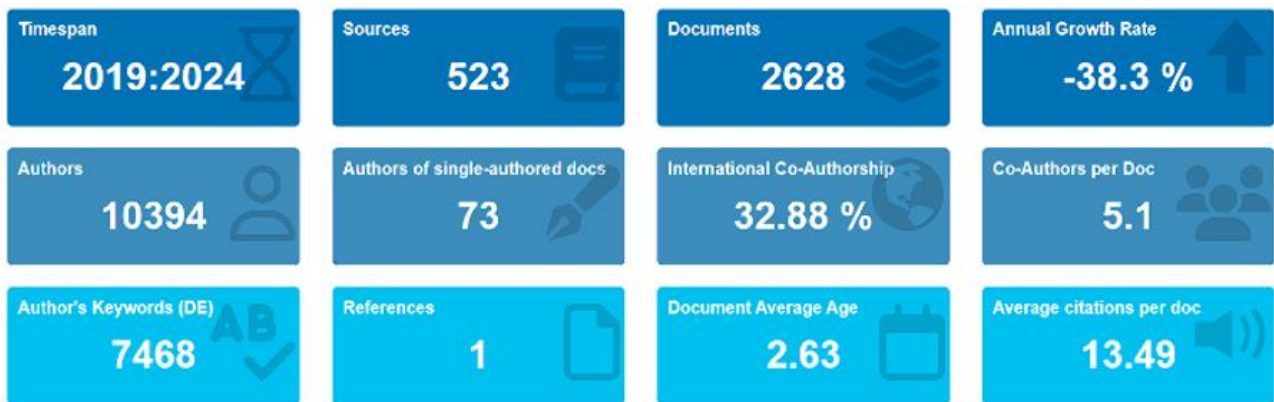 Timespan
2019:2024
Sources
523
Documents
2628
Annual Growth Rate
-38.3 %
Authors
10394
Authors of single-authored docs
73
International Co-Authorship
32.88 %
Co-Authors per Doc
5.1
Author's Keywords (DE)
AB
7468
References
1
Document Average Age
2.63
Average citations per doc
13.49